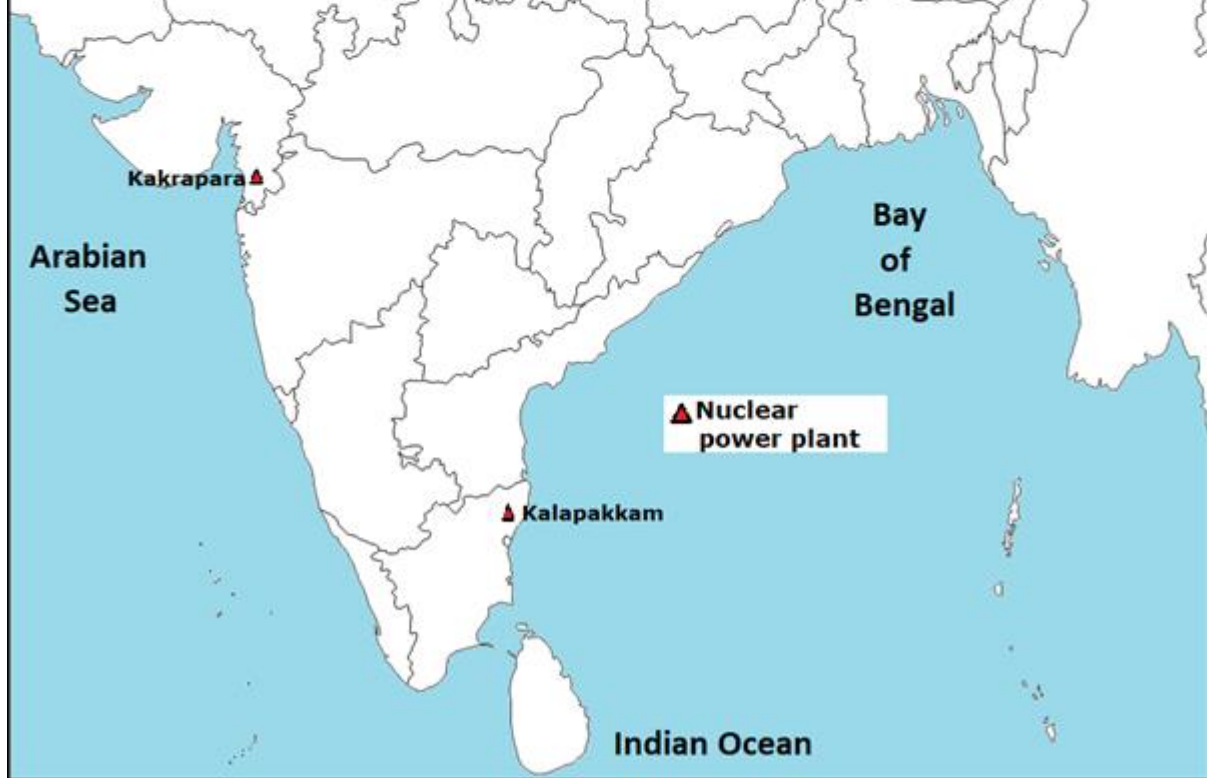 Kakrapara
Arabian
Sea
Bay
of
Bengal
Nuclear
power plant
Kalapakkam
Indian Ocean